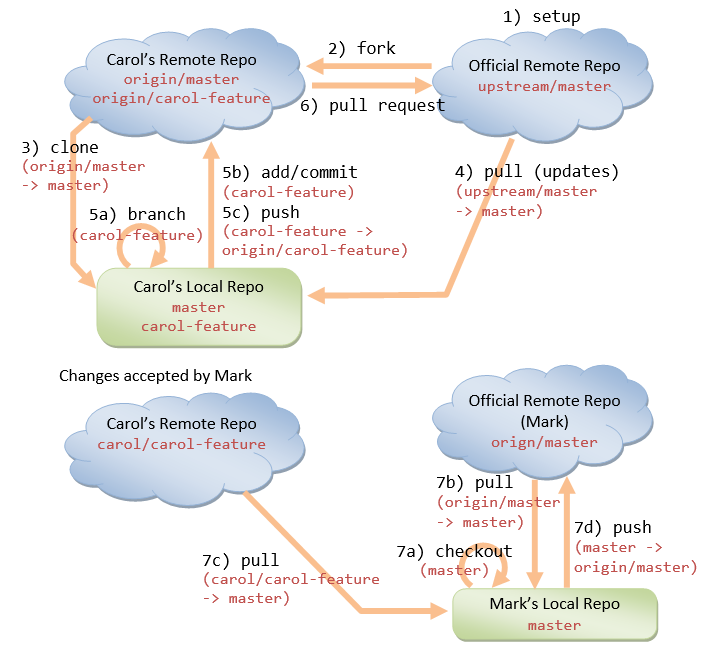 1) setup
Carol's Remote Repo
origin/master
origin/carol-feature
2) fork
Official Remote Repo
upstream/master
6) pull request
3) clone
(origin/master
-> master)
5b) add/commit
(carol-feature)
5c) push
(carol-feature ->
origin/carol-feature)
4) pull (updates)
(upstream/master
-> master)
5a) branch
(carol-feature)
Carol's Local Repo
master
carol-feature
Changes accepted by Mark
Carol's Remote Repo
carol/carol-feature
Official Remote Repo
(Mark)
orign/master
7b) pull
(origin/master
-> master)
7d) push
(master ->
origin/master)
7a) checkout
(master)
7c) pull
(carol/carol-feature
-> master)
Mark's Local Repo
master